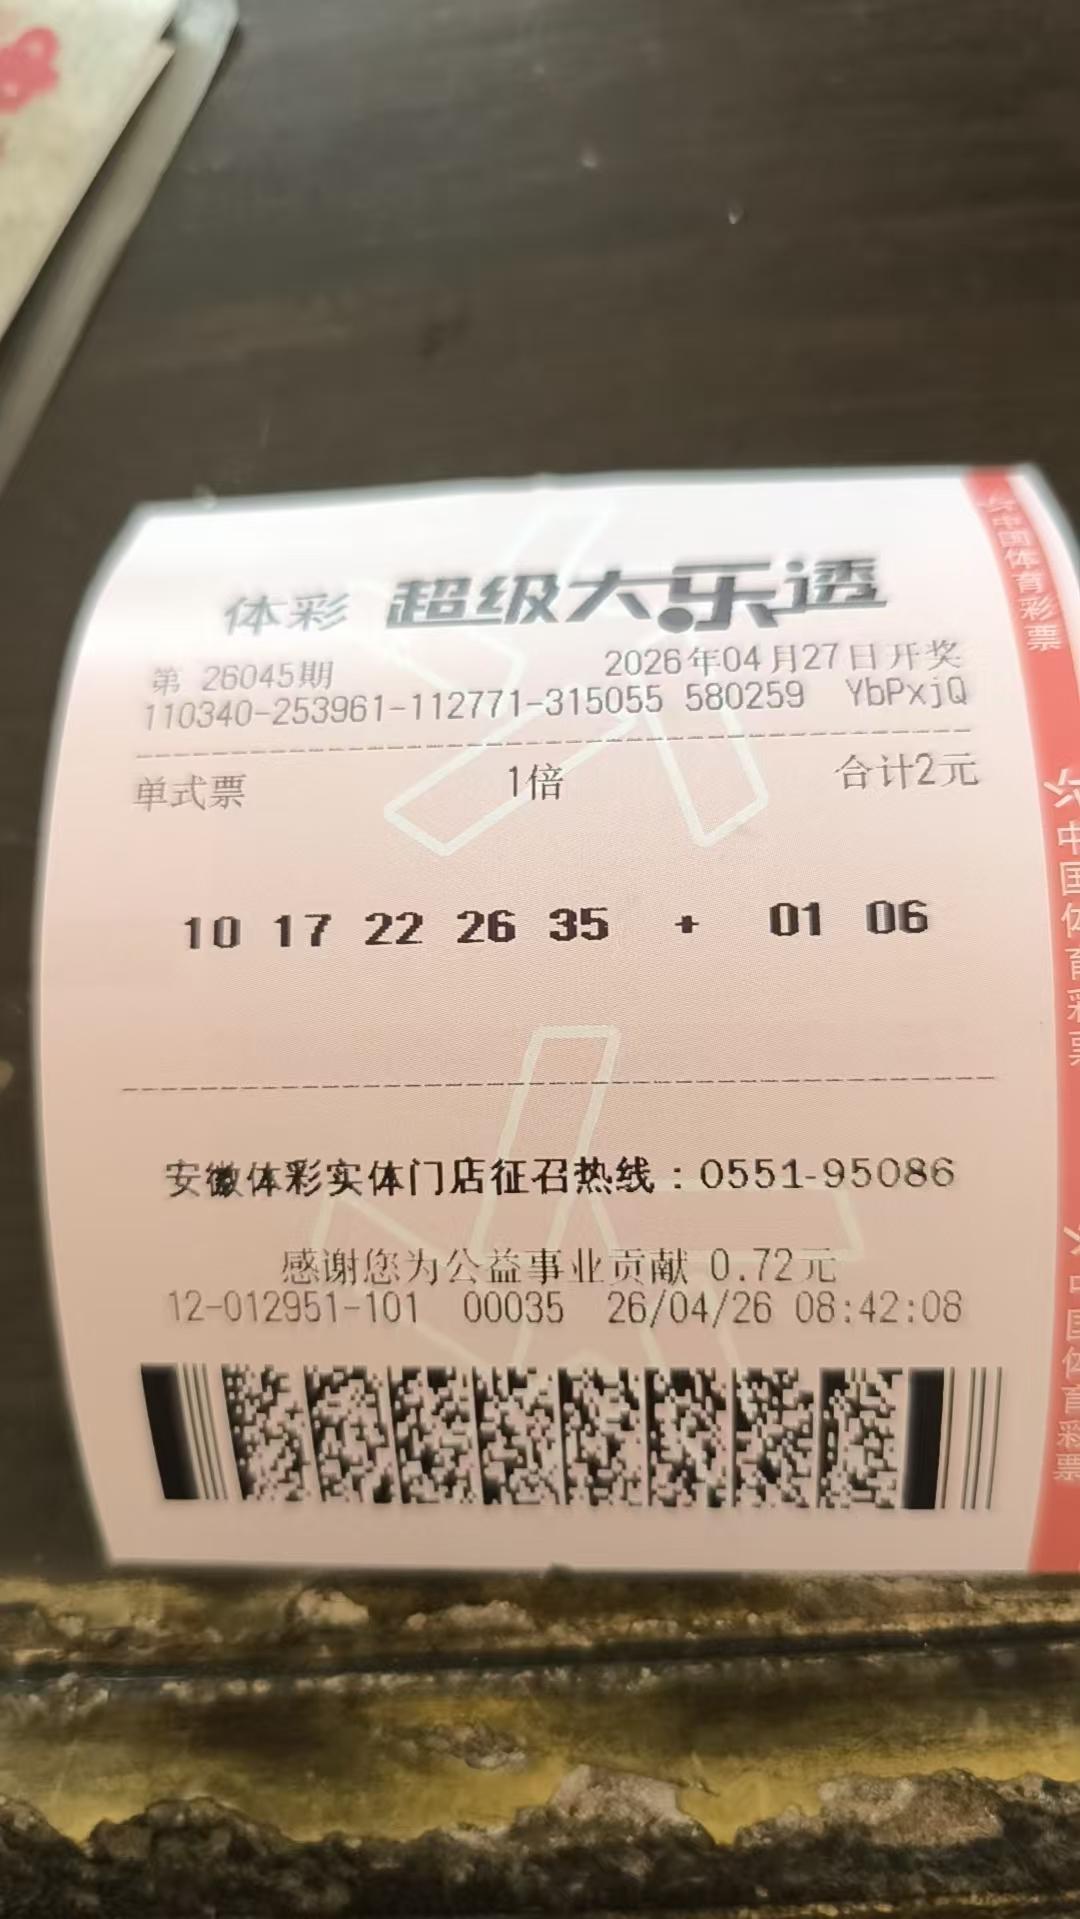 体彩 超级大乐透
第 26045期 2026年04月27日开奖
110340-253961-112771-315055 580259 YbPxjQ
单式票 1倍 合计2元
10 17 22 26 35 + 01 06
安徽体彩实体门店征召热线：0551-95086
感谢您为公益事业贡献 0.72元
12-012951-101 00035 26/04/26 08:42:08
中国体育彩票
中国体育彩票
中国体育彩票